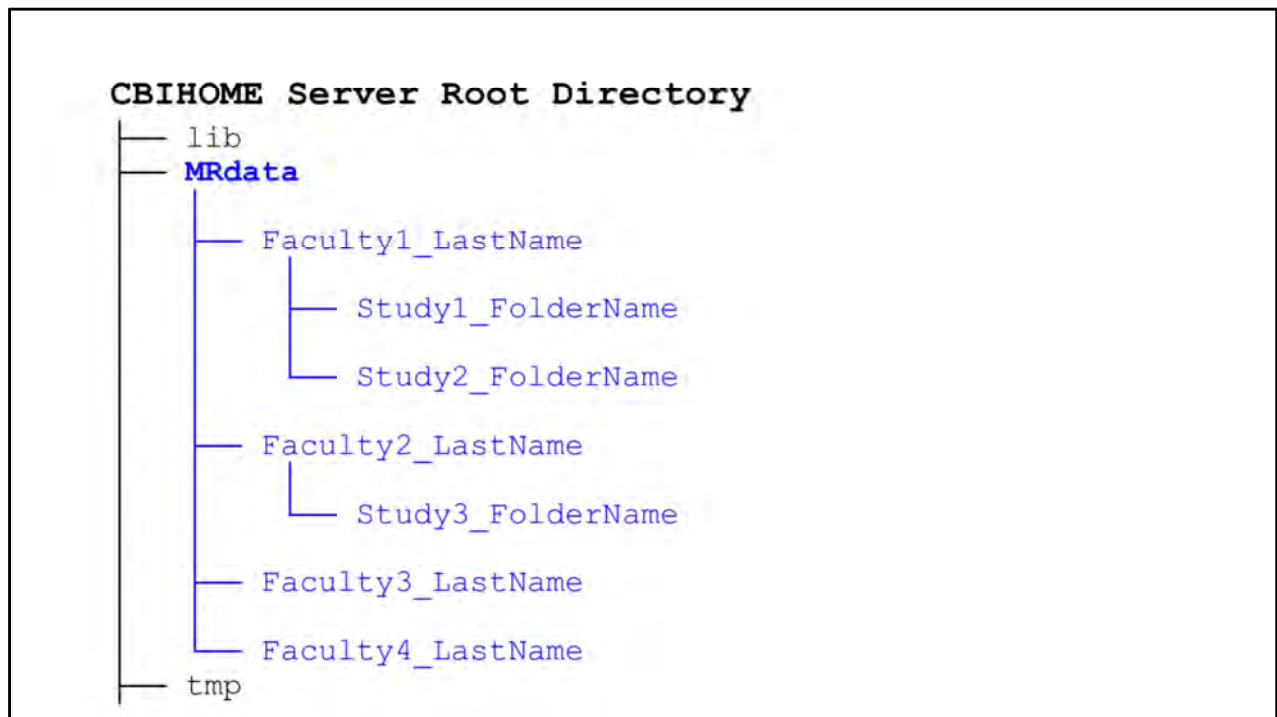 CBIHOME Server Root Directory
lib
MRdata
Faculty1_LastName
Study1_FolderName
Study2_FolderName
Faculty2_LastName
Study3_FolderName
Faculty3_LastName
Faculty4_LastName
tmp